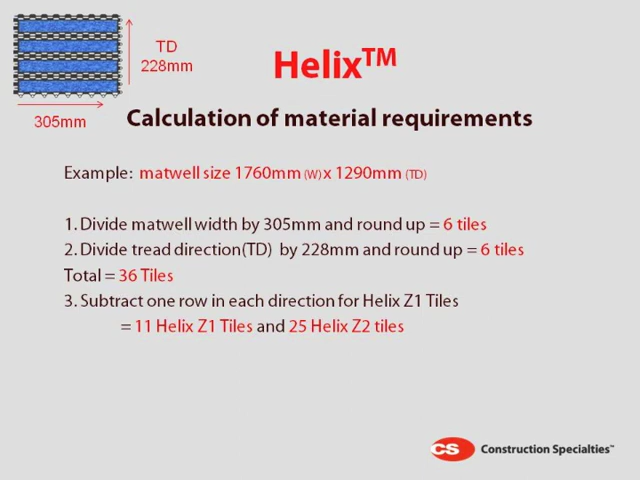 TD
228mm
305mm
Helix™
Calculation of material requirements
Example: matwell size 1760mm (W) x 1290mm (TD)
1. Divide matwell width by 305mm and round up = 6 tiles
2. Divide tread direction(TD) by 228mm and round up = 6 tiles
Total = 36 Tiles
3. Subtract one row in each direction for Helix Z1 Tiles
= 11 Helix Z1 Tiles and 25 Helix Z2 tiles
CS Construction Specialties™